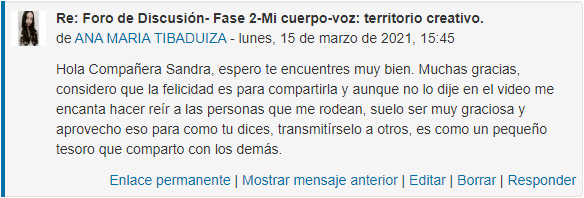 Re: Foro de Discusión- Fase 2-Mi cuerpo-voz: territorio creativo.
de ANA MARIA TIBADUIZA - lunes, 15 de marzo de 2021, 15:45
Hola Compañera Sandra, espero te encuentres muy bien. Muchas gracias,
considero que la felicidad es para compartirla y aunque no lo dije en el video me
encanta hacer reír a las personas que me rodean, suelo ser muy graciosa y
aprovecho eso para como tu dices, transmitírselo a otros, es como un pequeño
tesoro que comparto con los demás.
Enlace permanente | Mostrar mensaje anterior | Editar | Borrar | Responder